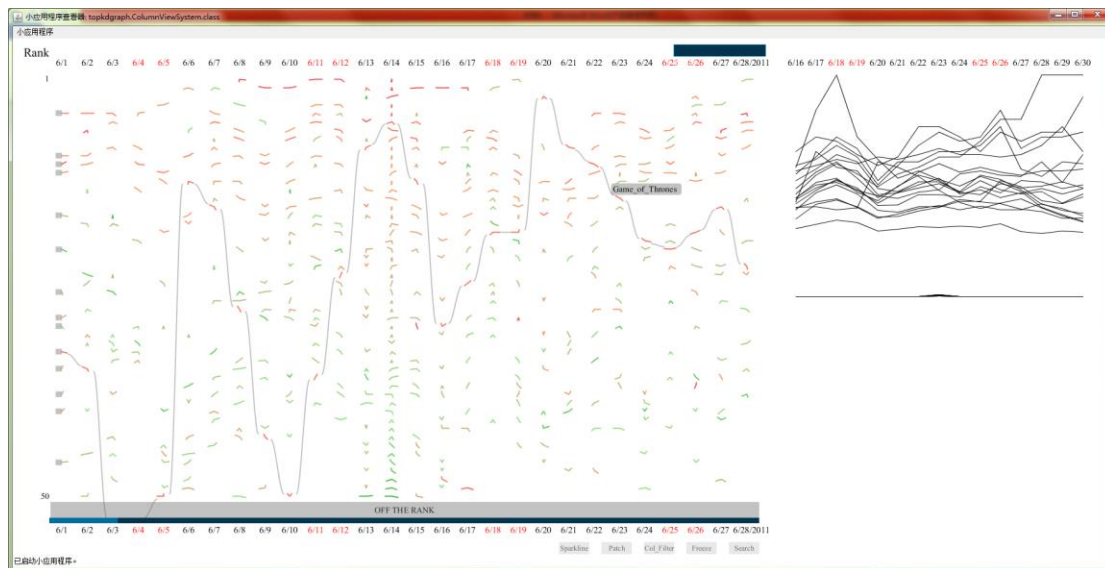 小应用程序查看器: topkdgraph.ColumnViewSystem.class
小应用程序
Rank
6/1 6/2 6/3 6/4 6/5 6/6 6/7 6/8 6/9 6/10 6/11 6/12 6/13 6/14 6/15 6/16 6/17 6/18 6/19 6/20 6/21 6/22 6/23 6/24 6/25 6/26 6/27 6/28/2011
6/16 6/17 6/18 6/19 6/20 6/21 6/22 6/23 6/24 6/25 6/26 6/27 6/28 6/29 6/30
1
Game_of_Thrones
50
OFF THE RANK
6/1 6/2 6/3 6/4 6/5 6/6 6/7 6/8 6/9 6/10 6/11 6/12 6/13 6/14 6/15 6/16 6/17 6/18 6/19 6/20 6/21 6/22 6/23 6/24 6/25 6/26 6/27 6/28/2011
Sparkline Patch Col_Filter Freeze Search
已启动小应用程序。